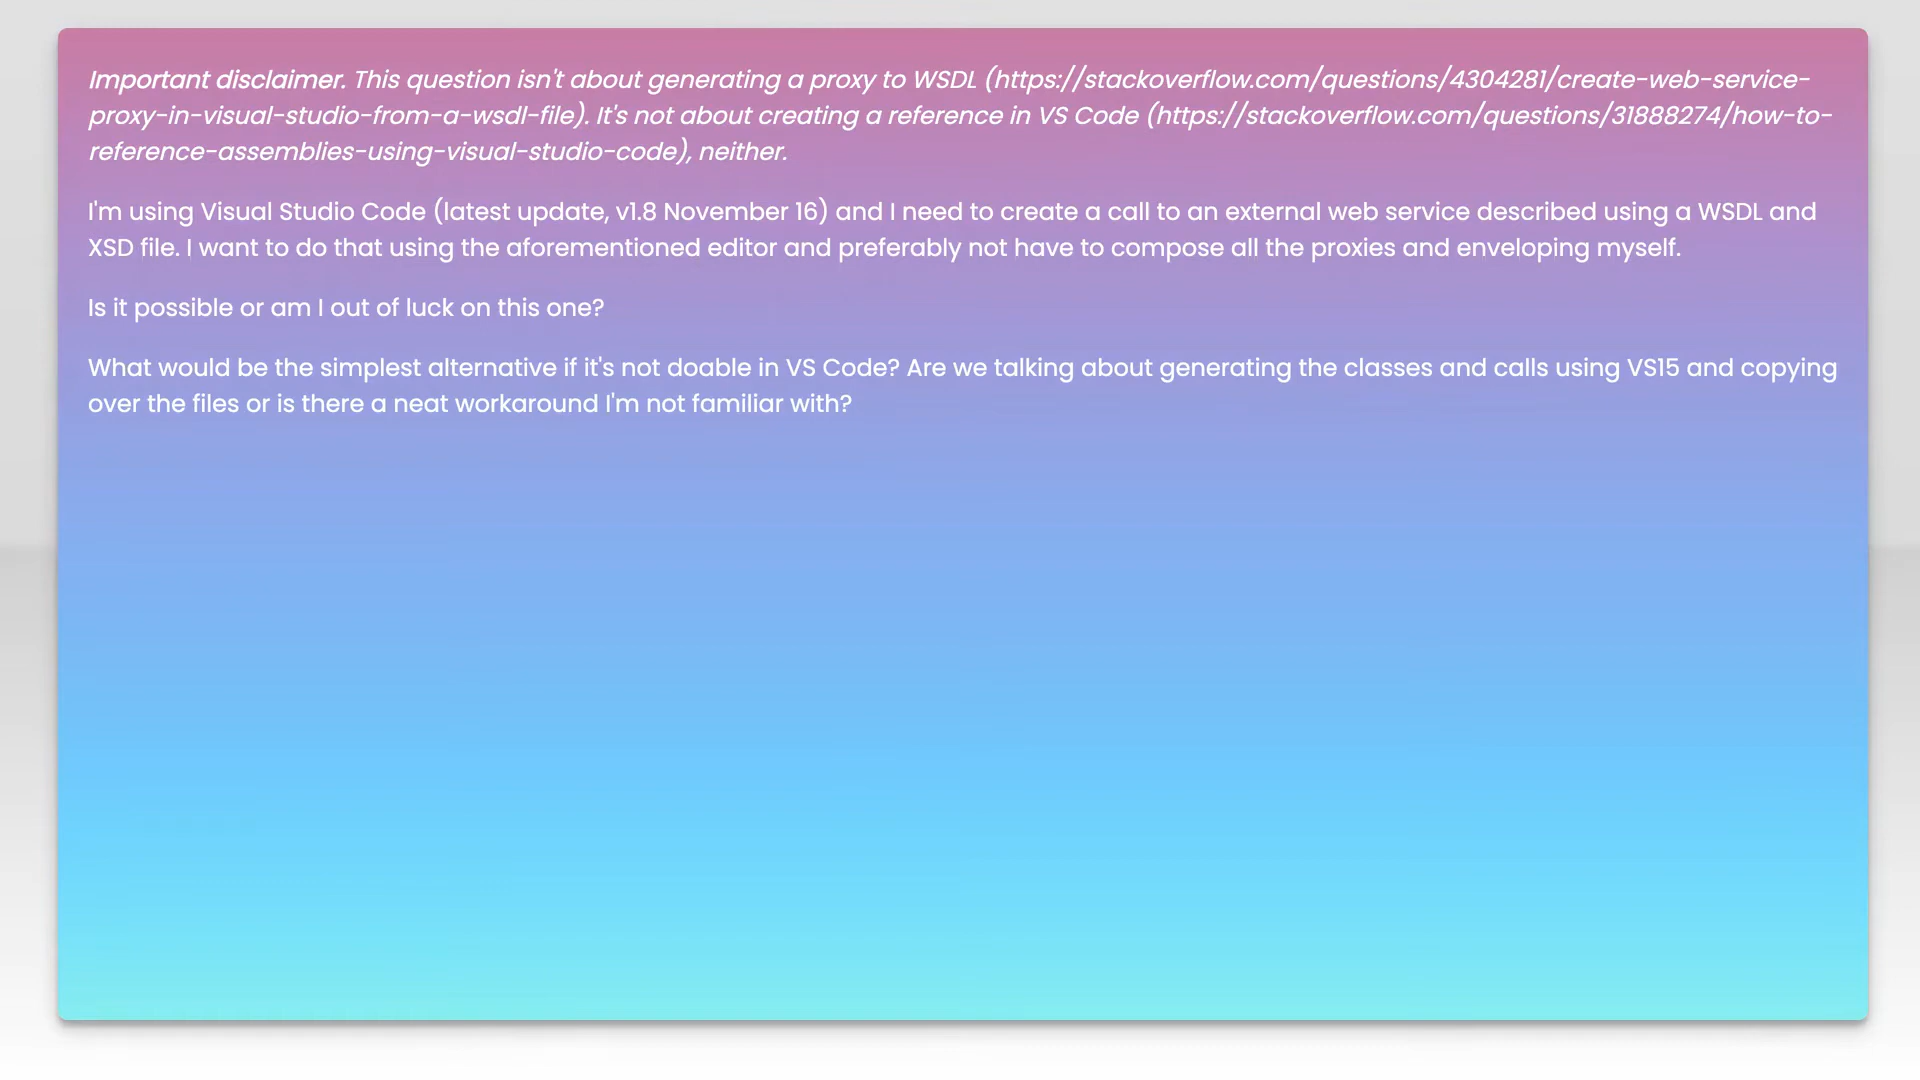 Important disclaimer. This question isn't about generating a proxy to WSDL (https://stackoverflow.com/questions/4304281/create-web-service-
proxy-in-visual-studio-from-a-wsdl-file). It's not about creating a reference in VS Code (https://stackoverflow.com/questions/31888274/how-to-
reference-assemblies-using-visual-studio-code), neither.
I'm using Visual Studio Code (latest update, v1.8 November 16) and I need to create a call to an external web service described using a WSDL and
XSD file. I want to do that using the aforementioned editor and preferably not have to compose all the proxies and enveloping myself.
Is it possible or am I out of luck on this one?
What would be the simplest alternative if it's not doable in VS Code? Are we talking about generating the classes and calls using VS15 and copying
over the files or is there a neat workaround I'm not familiar with?